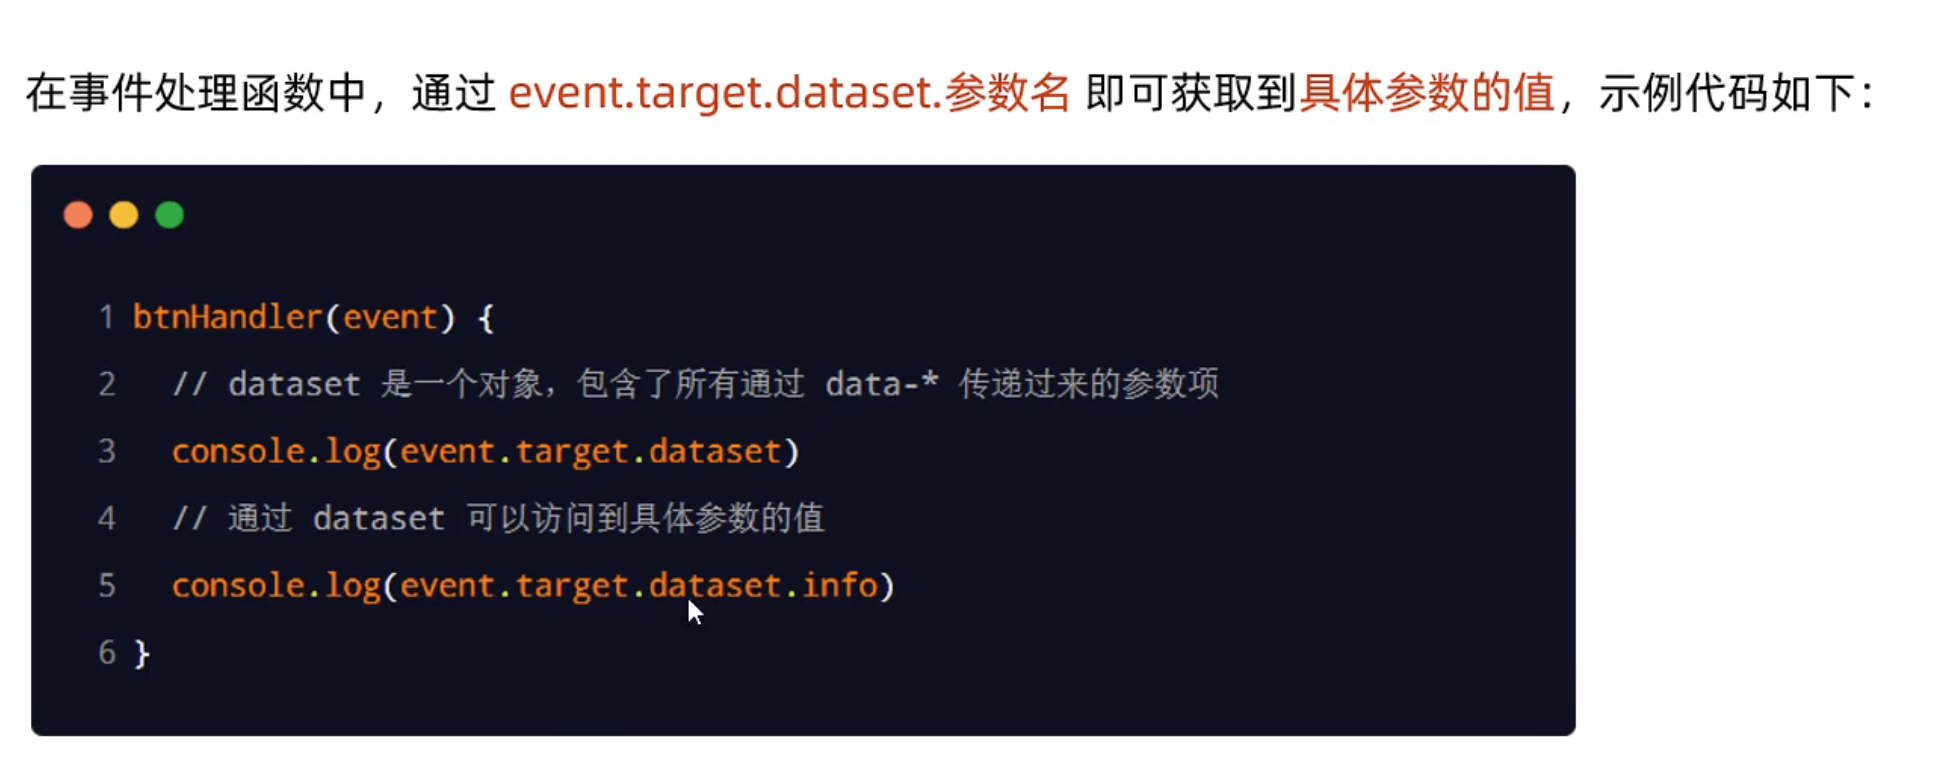 在事件处理函数中，通过 event.target.dataset.参数名 即可获取到具体参数的值，示例代码如下：
1 btnHandler(event) {
2   // dataset 是一个对象，包含了所有通过 data-* 传递过来的参数项
3   console.log(event.target.dataset)
4   // 通过 dataset 可以访问到具体参数的值
5   console.log(event.target.dataset.info)
6 }